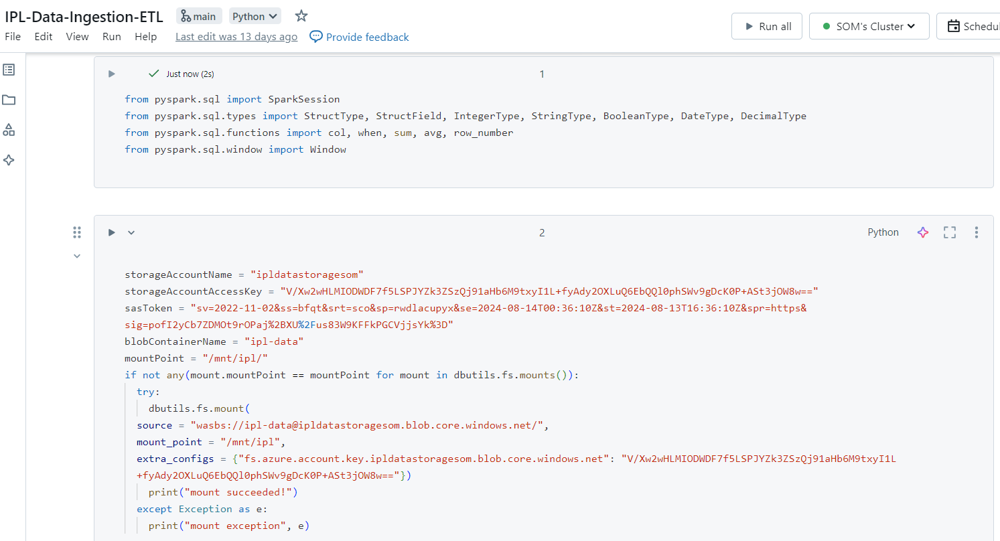 IPL-Data-Ingestion-ETL main Python
File Edit View Run Help Last edit was 13 days ago Provide feedback
Run all SOM's Cluster Schedul
Just now (2s) 1
from pyspark.sql import SparkSession
from pyspark.sql.types import StructType, StructField, IntegerType, StringType, BooleanType, DateType, DecimalType
from pyspark.sql.functions import col, when, sum, avg, row_number
from pyspark.sql.window import Window
2 Python
storageAccountName = "ipldatastoragesom"
storageAccountAccessKey = "V/Xw2wHLMIODWDF7f5LSPJYZk3ZSzQj91aHb6M9txyI1L+fyAdy2OXLuQ6EbQQl0phSWv9gDcK0P+ASt3jOW8w=="
sasToken = "sv=2022-11-02&ss=bfqt&srt=sco&sp=rwdlacupyx&se=2024-08-14T00:36:10Z&st=2024-08-13T16:36:10Z&spr=https&
sig=pofI2yCb7ZDMOt9rOPaj%2BXU%2Fus83W9KFFkPGCVjjsYk%3D"
blobContainerName = "ipl-data"
mountPoint = "/mnt/ipl/"
if not any(mount.mountPoint == mountPoint for mount in dbutils.fs.mounts()):
try:
dbutils.fs.mount(
source = "wasbs://ipl-data@ipldatastoragesom.blob.core.windows.net/",
mount_point = "/mnt/ipl",
extra_configs = {"fs.azure.account.key.ipldatastoragesom.blob.core.windows.net": "V/Xw2wHLMIODWDF7f5LSPJYZk3ZSzQj91aHb6M9txyI1L
+fyAdy2OXLuQ6EbQQl0phSWv9gDcK0P+ASt3jOW8w=="})
print("mount succeeded!")
except Exception as e:
print("mount exception", e)